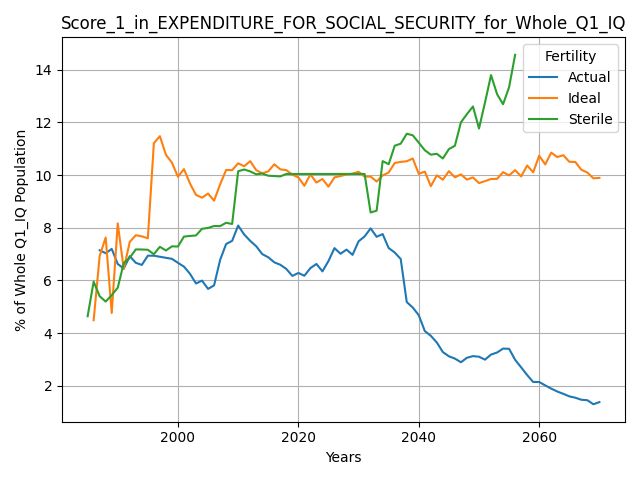 Score_1_in_EXPENDITURE_FOR_SOCIAL_SECURITY_for_Whole_Q1_IQ
% of Whole Q1_IQ Population
14
12
10
8
6
4
2
Fertility
Actual
Ideal
Sterile
2000
2020
2040
2060
Years